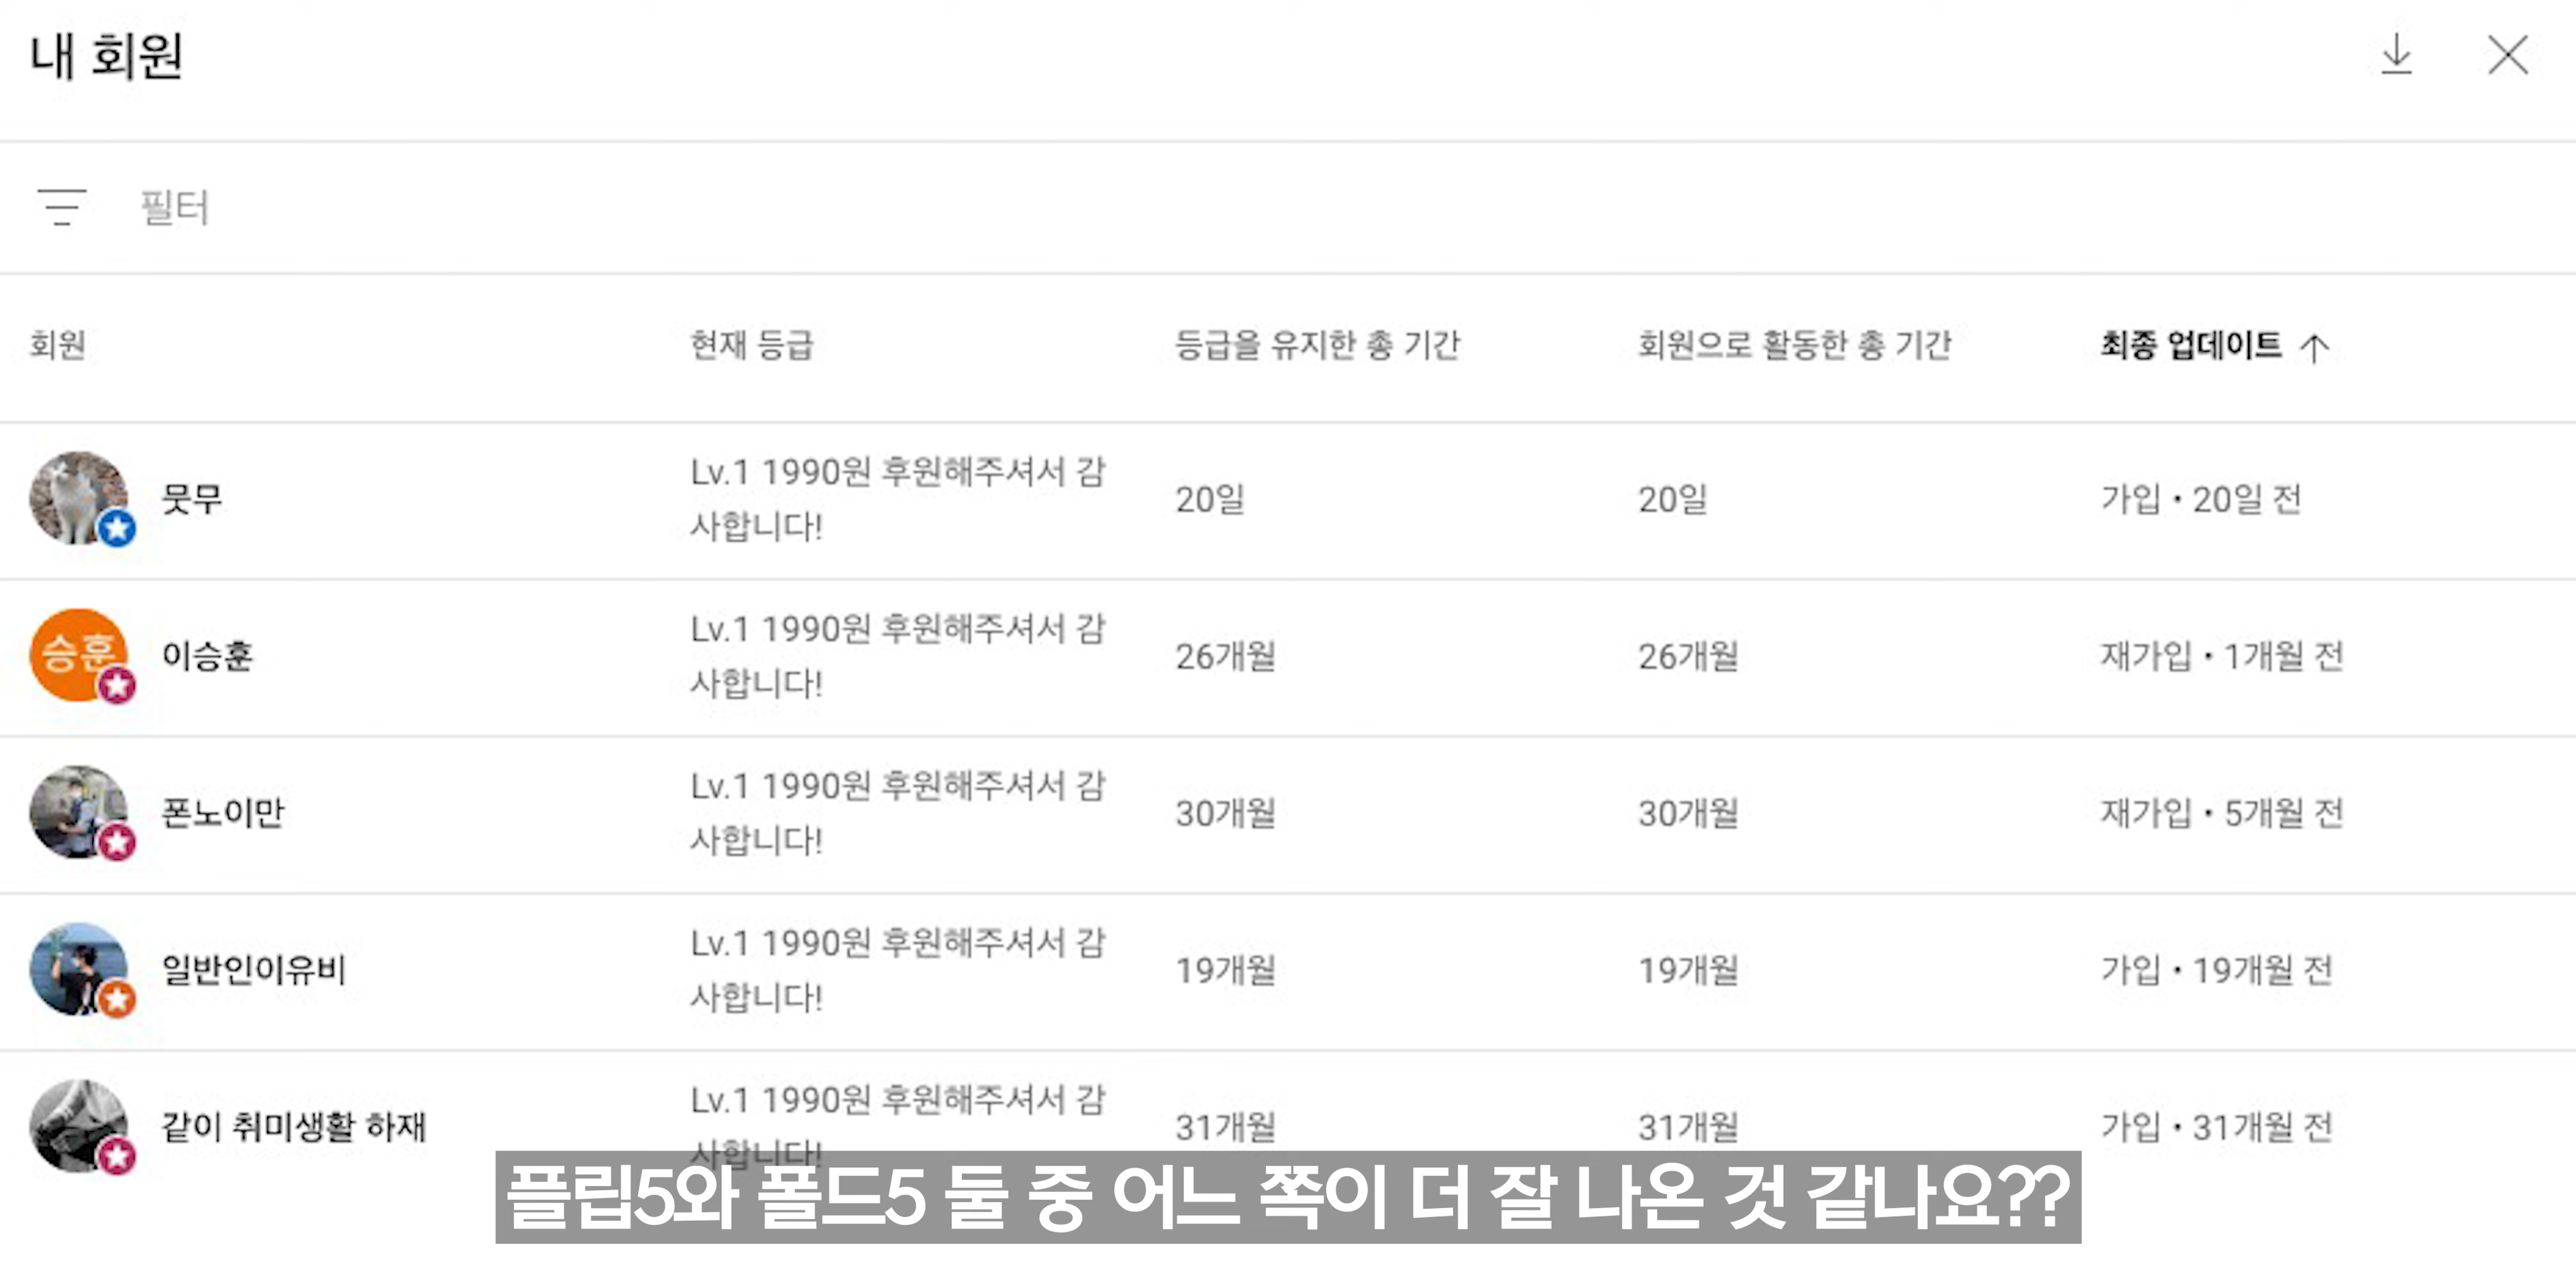 내 회원
필터
회원 현재 등급 등급을 유지한 총 기간 회원으로 활동한 총 기간 최종 업데이트
뭇무 Lv.1 1990원 후원해주셔서 감
사합니다! 20일 20일 가입 • 20일 전
승훈 이승훈 Lv.1 1990원 후원해주셔서 감
사합니다! 26개월 26개월 재가입 • 1개월 전
폰노이만 Lv.1 1990원 후원해주셔서 감
사합니다! 30개월 30개월 재가입 • 5개월 전
일반인이유비 Lv.1 1990원 후원해주셔서 감
사합니다! 19개월 19개월 가입 • 19개월 전
같이 취미생활 하재 Lv.1 1990원 후원해주셔서 감
사합니다! 31개월 31개월 가입 • 31개월 전
플립5와 폴드5 둘 중 어느 쪽이 더 잘 나온 것 같나요??